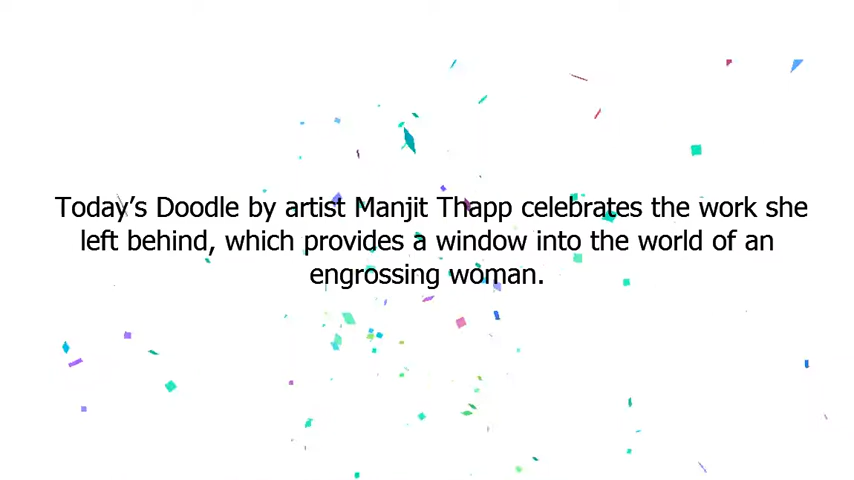 Today's Doodle by artist Manjit Thapp celebrates the work she
left behind, which provides a window into the world of an
engrossing woman.